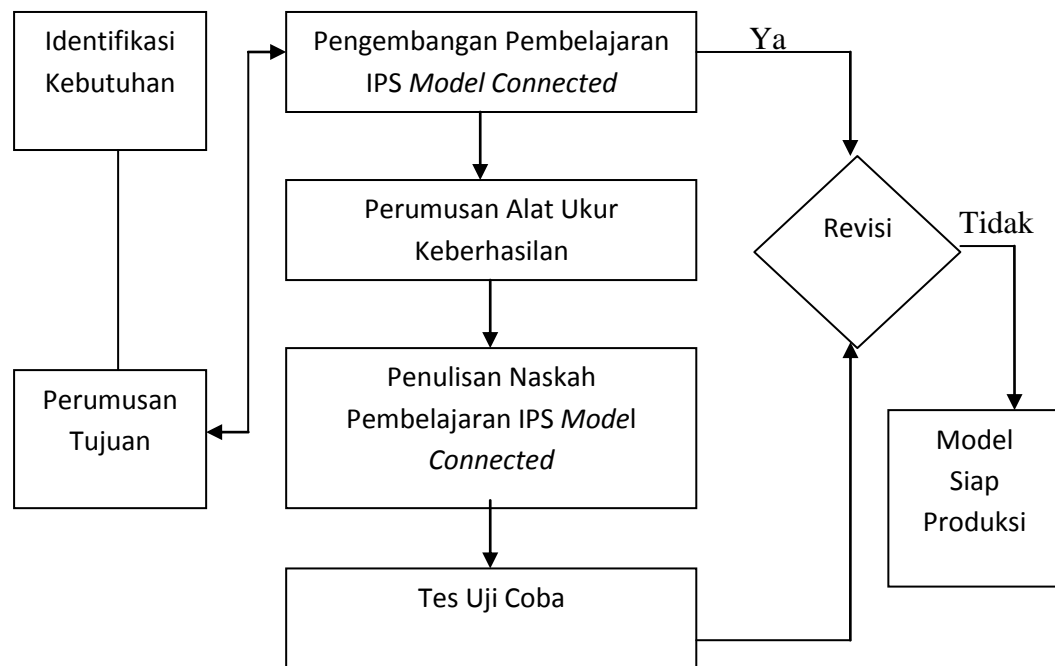 Identifikasi
Kebutuhan
Pengembangan Pembelajaran
IPS Model Connected
Ya
Perumusan Alat Ukur
Keberhasilan
Revisi
Tidak
Perumusan
Tujuan
Penulisan Naskah
Pembelajaran IPS Model
Connected
Model
Siap
Produksi
Tes Uji Coba